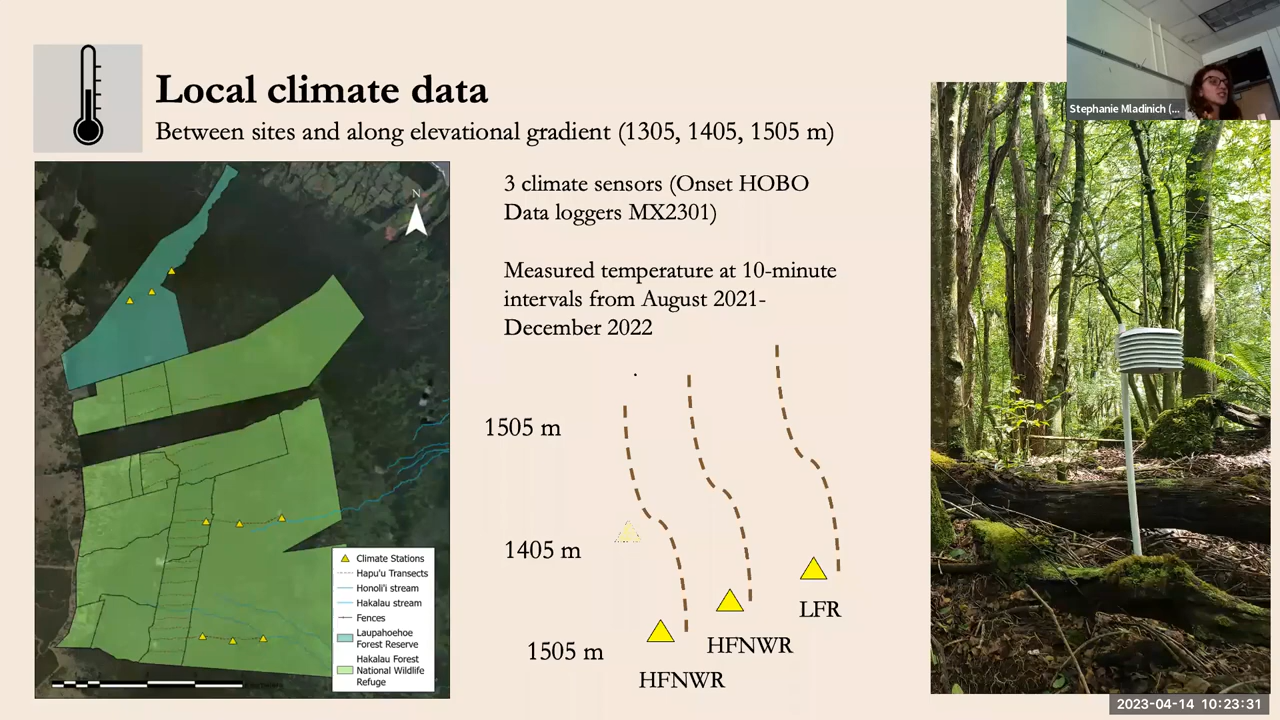 Local climate data
Between sites and along elevational gradient (1305, 1405, 1505 m)
Stephanie Mladinich (...
3 climate sensors (Onset HOBO
Data loggers MX2301)
Measured temperature at 10-minute
intervals from August 2021-
December 2022
N
1505 m
1405 m
1505 m
LFR
HFNWR
HFNWR
Climate Stations
Hapu'u Transects
Honoli'i stream
Hakalau stream
Fences
Laupahoehoe
Forest Reserve
Hakalau Forest
National Wildlife
Refuge
2023-04-14 10:23:31